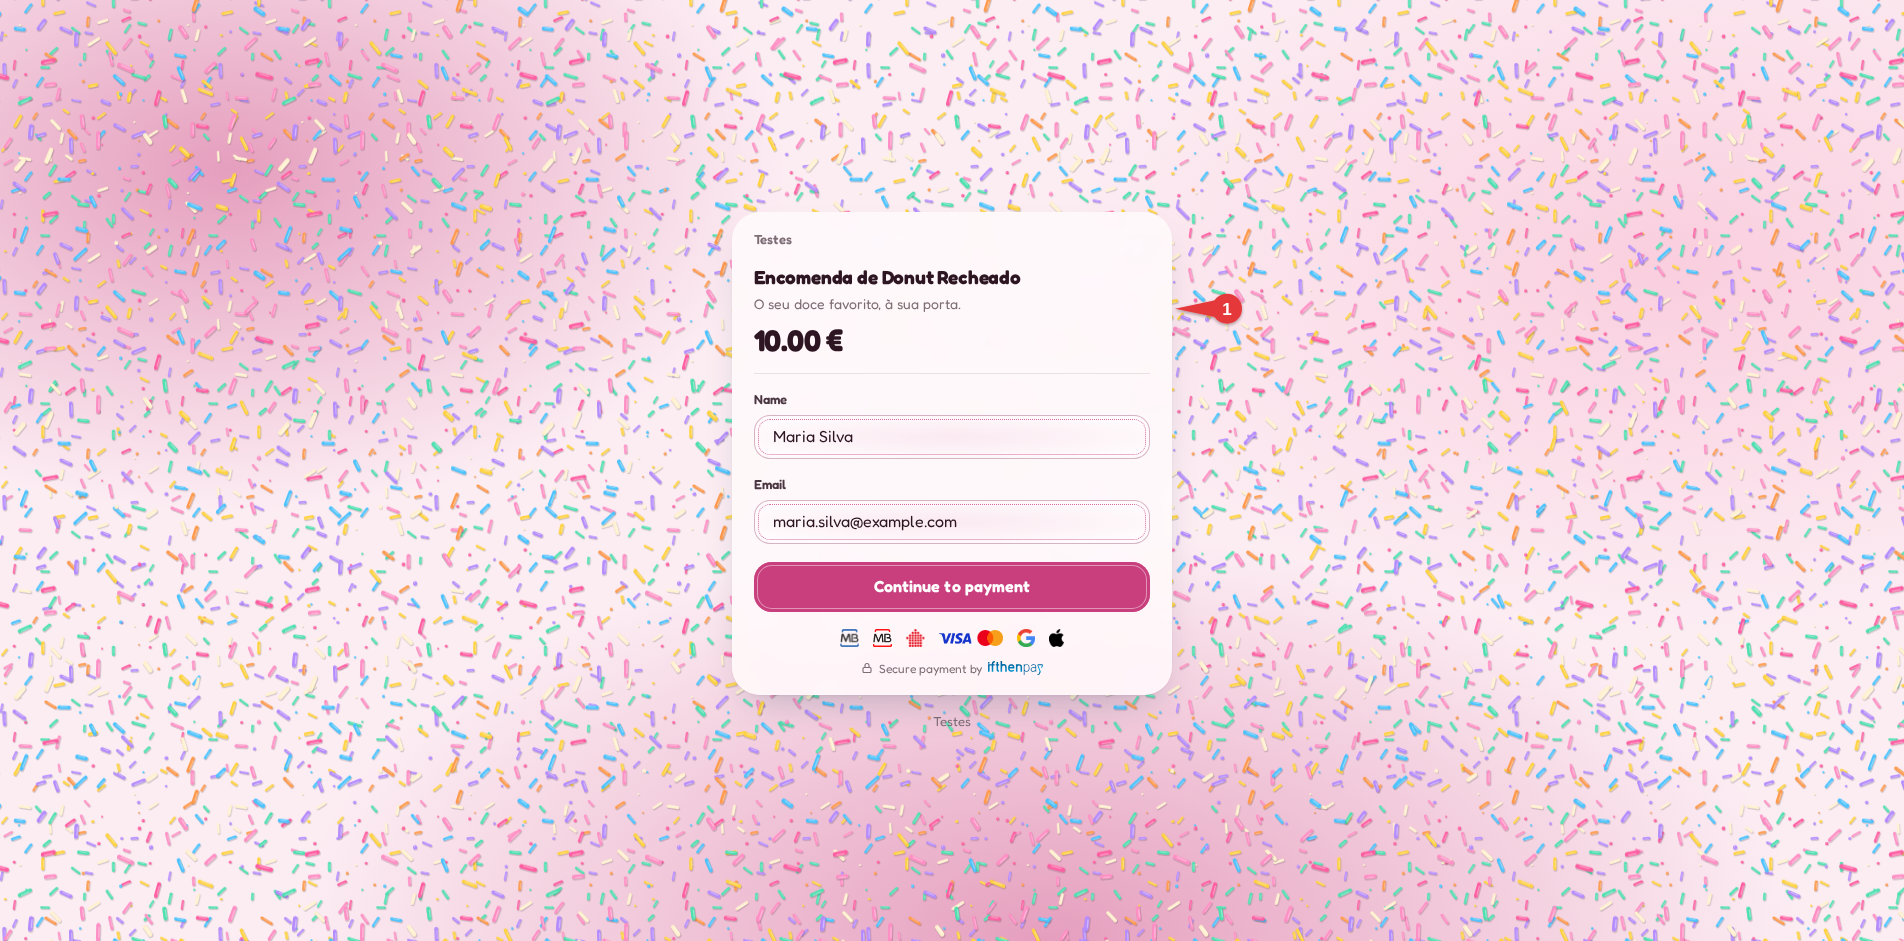 Testes
Encomenda de Donut Recheado
O seu doce favorito, à sua porta.
10.00 €
1
Name
Maria Silva
Email
maria.silva@example.com
Continue to payment
MB MB VISA G
Secure payment by ifthenpay
Testes